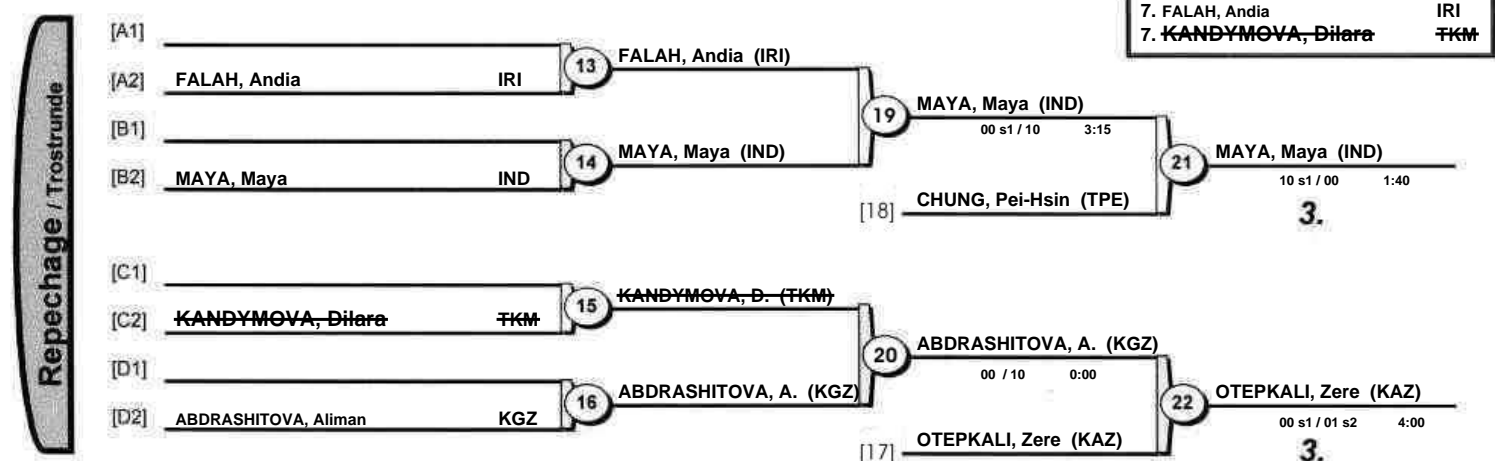 7. FALAH, Andia IRI
7. KANDYMOVA, Dilara TKM
Repechage / Trostrunde
[A1]
[A2] FALAH, Andia IRI
13
FALAH, Andia (IRI)
[B1]
[B2] MAYA, Maya IND
14
MAYA, Maya (IND)
19
MAYA, Maya (IND)
00 s1 / 10 3:15
[18] CHUNG, Pei-Hsin (TPE)
21
MAYA, Maya (IND)
10 s1 / 00 1:40
3.
[C1]
[C2] KANDYMOVA, Dilara TKM
15
KANDYMOVA, D. (TKM)
[D1]
[D2] ABDRASHITOVA, Aliman KGZ
16
ABDRASHITOVA, A. (KGZ)
20
ABDRASHITOVA, A. (KGZ)
00 / 10 0:00
[17] OTEPKALI, Zere (KAZ)
22
OTEPKALI, Zere (KAZ)
00 s1 / 01 s2 4:00
3.